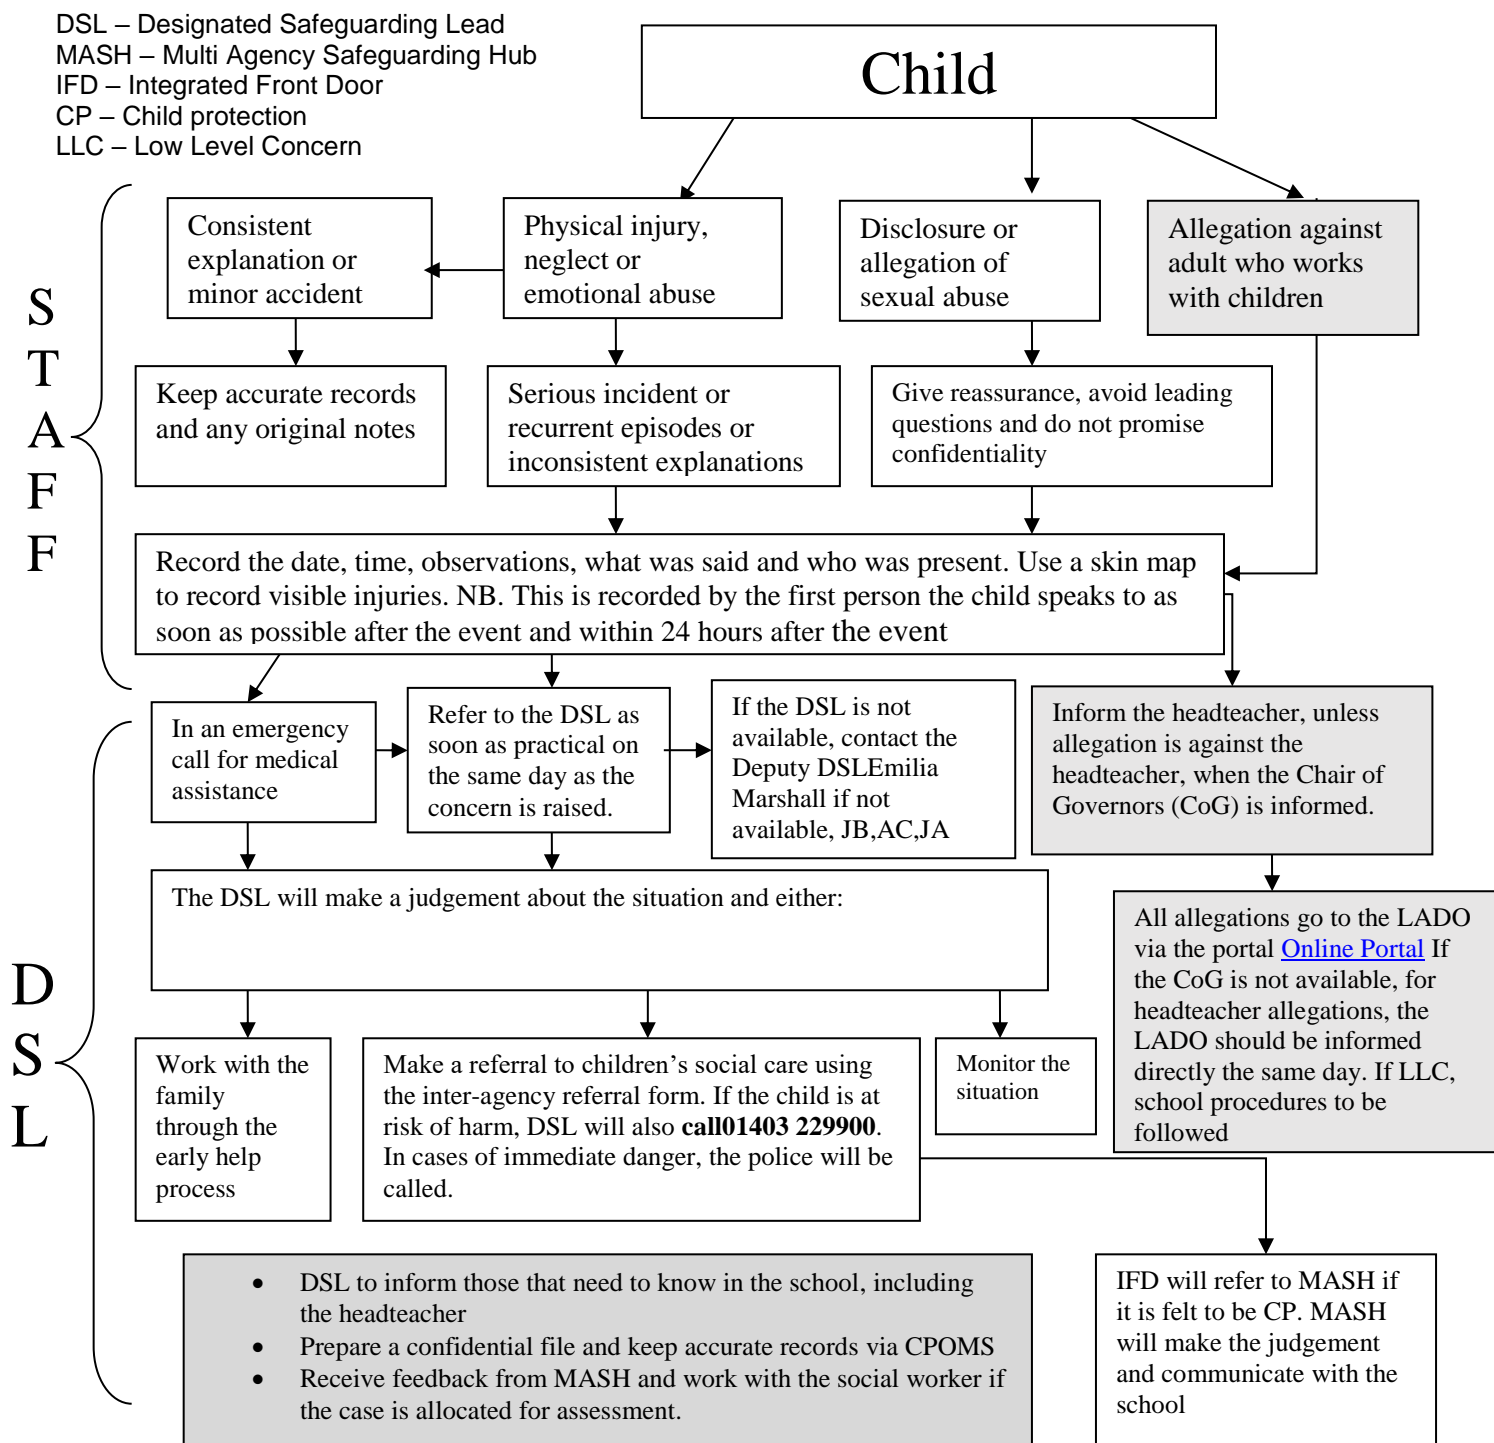 DSL – Designated Safeguarding Lead
MASH – Multi Agency Safeguarding Hub
IFD – Integrated Front Door
CP – Child protection
LLC – Low Level Concern
Child
S
T
A
F
F
Consistent
explanation or
minor accident
Physical injury,
neglect or
emotional abuse
Disclosure or
allegation of
sexual abuse
Allegation against
adult who works
with children
Keep accurate records
and any original notes
Serious incident or
recurrent episodes or
inconsistent explanations
Give reassurance, avoid leading
questions and do not promise
confidentiality
Record the date, time, observations, what was said and who was present. Use a skin map
to record visible injuries. NB. This is recorded by the first person the child speaks to as
soon as possible after the event and within 24 hours after the event
D
S
L
In an emergency
call for medical
assistance
Refer to the DSL as
soon as practical on
the same day as the
concern is raised.
If the DSL is not
available, contact the
Deputy DSLEmilia
Marshall if not
available, JB,AC,JA
Inform the headteacher, unless
allegation is against the
headteacher, when the Chair of
Governors (CoG) is informed.
The DSL will make a judgement about the situation and either:
All allegations go to the LADO
via the portal Online Portal If
the CoG is not available, for
headteacher allegations, the
LADO should be informed
directly the same day. If LLC,
school procedures to be
followed
Work with the
family
through the
early help
process
Make a referral to children’s social care using
the inter-agency referral form. If the child is at
risk of harm, DSL will also call01403 229900.
In cases of immediate danger, the police will be
called.
Monitor the
situation
• DSL to inform those that need to know in the school, including
the headteacher
• Prepare a confidential file and keep accurate records via CPOMS
• Receive feedback from MASH and work with the social worker if
the case is allocated for assessment.
IFD will refer to MASH if
it is felt to be CP. MASH
will make the judgement
and communicate with the
school